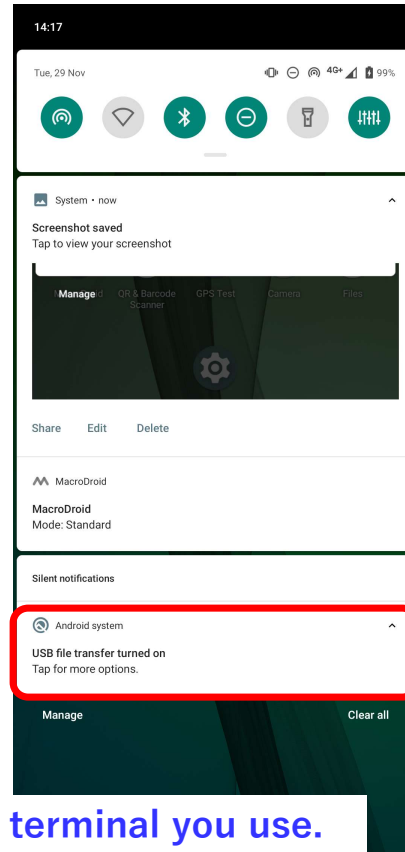 14:17
Tue, 29 Nov
4G+ 99%
System • now
Screenshot saved
Tap to view your screenshot
Manage QR & Barcode GPS Test Camera Files
Scanner
Share Edit Delete
MacroDroid
MacroDroid
Mode: Standard
Silent notifications
Android system
USB file transfer turned on
Tap for more options.
Manage Clear all
terminal you use.